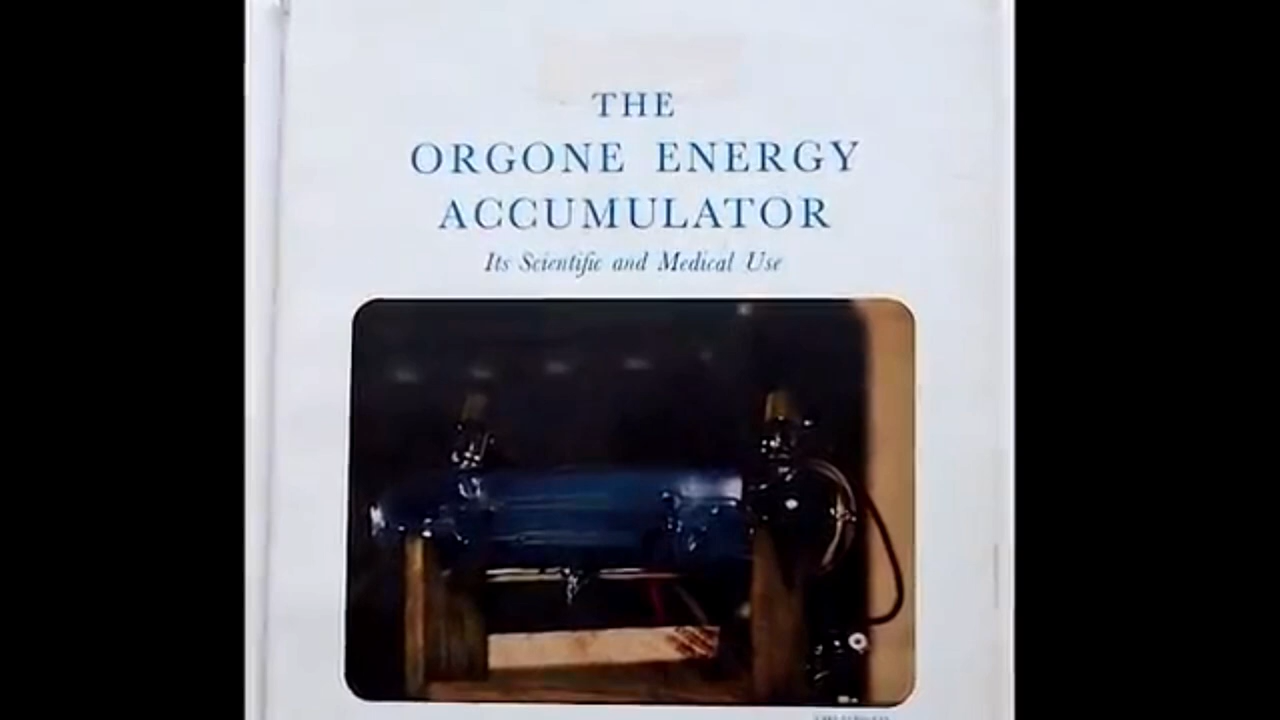 THE
ORGONE ENERGY
ACCUMULATOR
Its Scientific and Medical Use